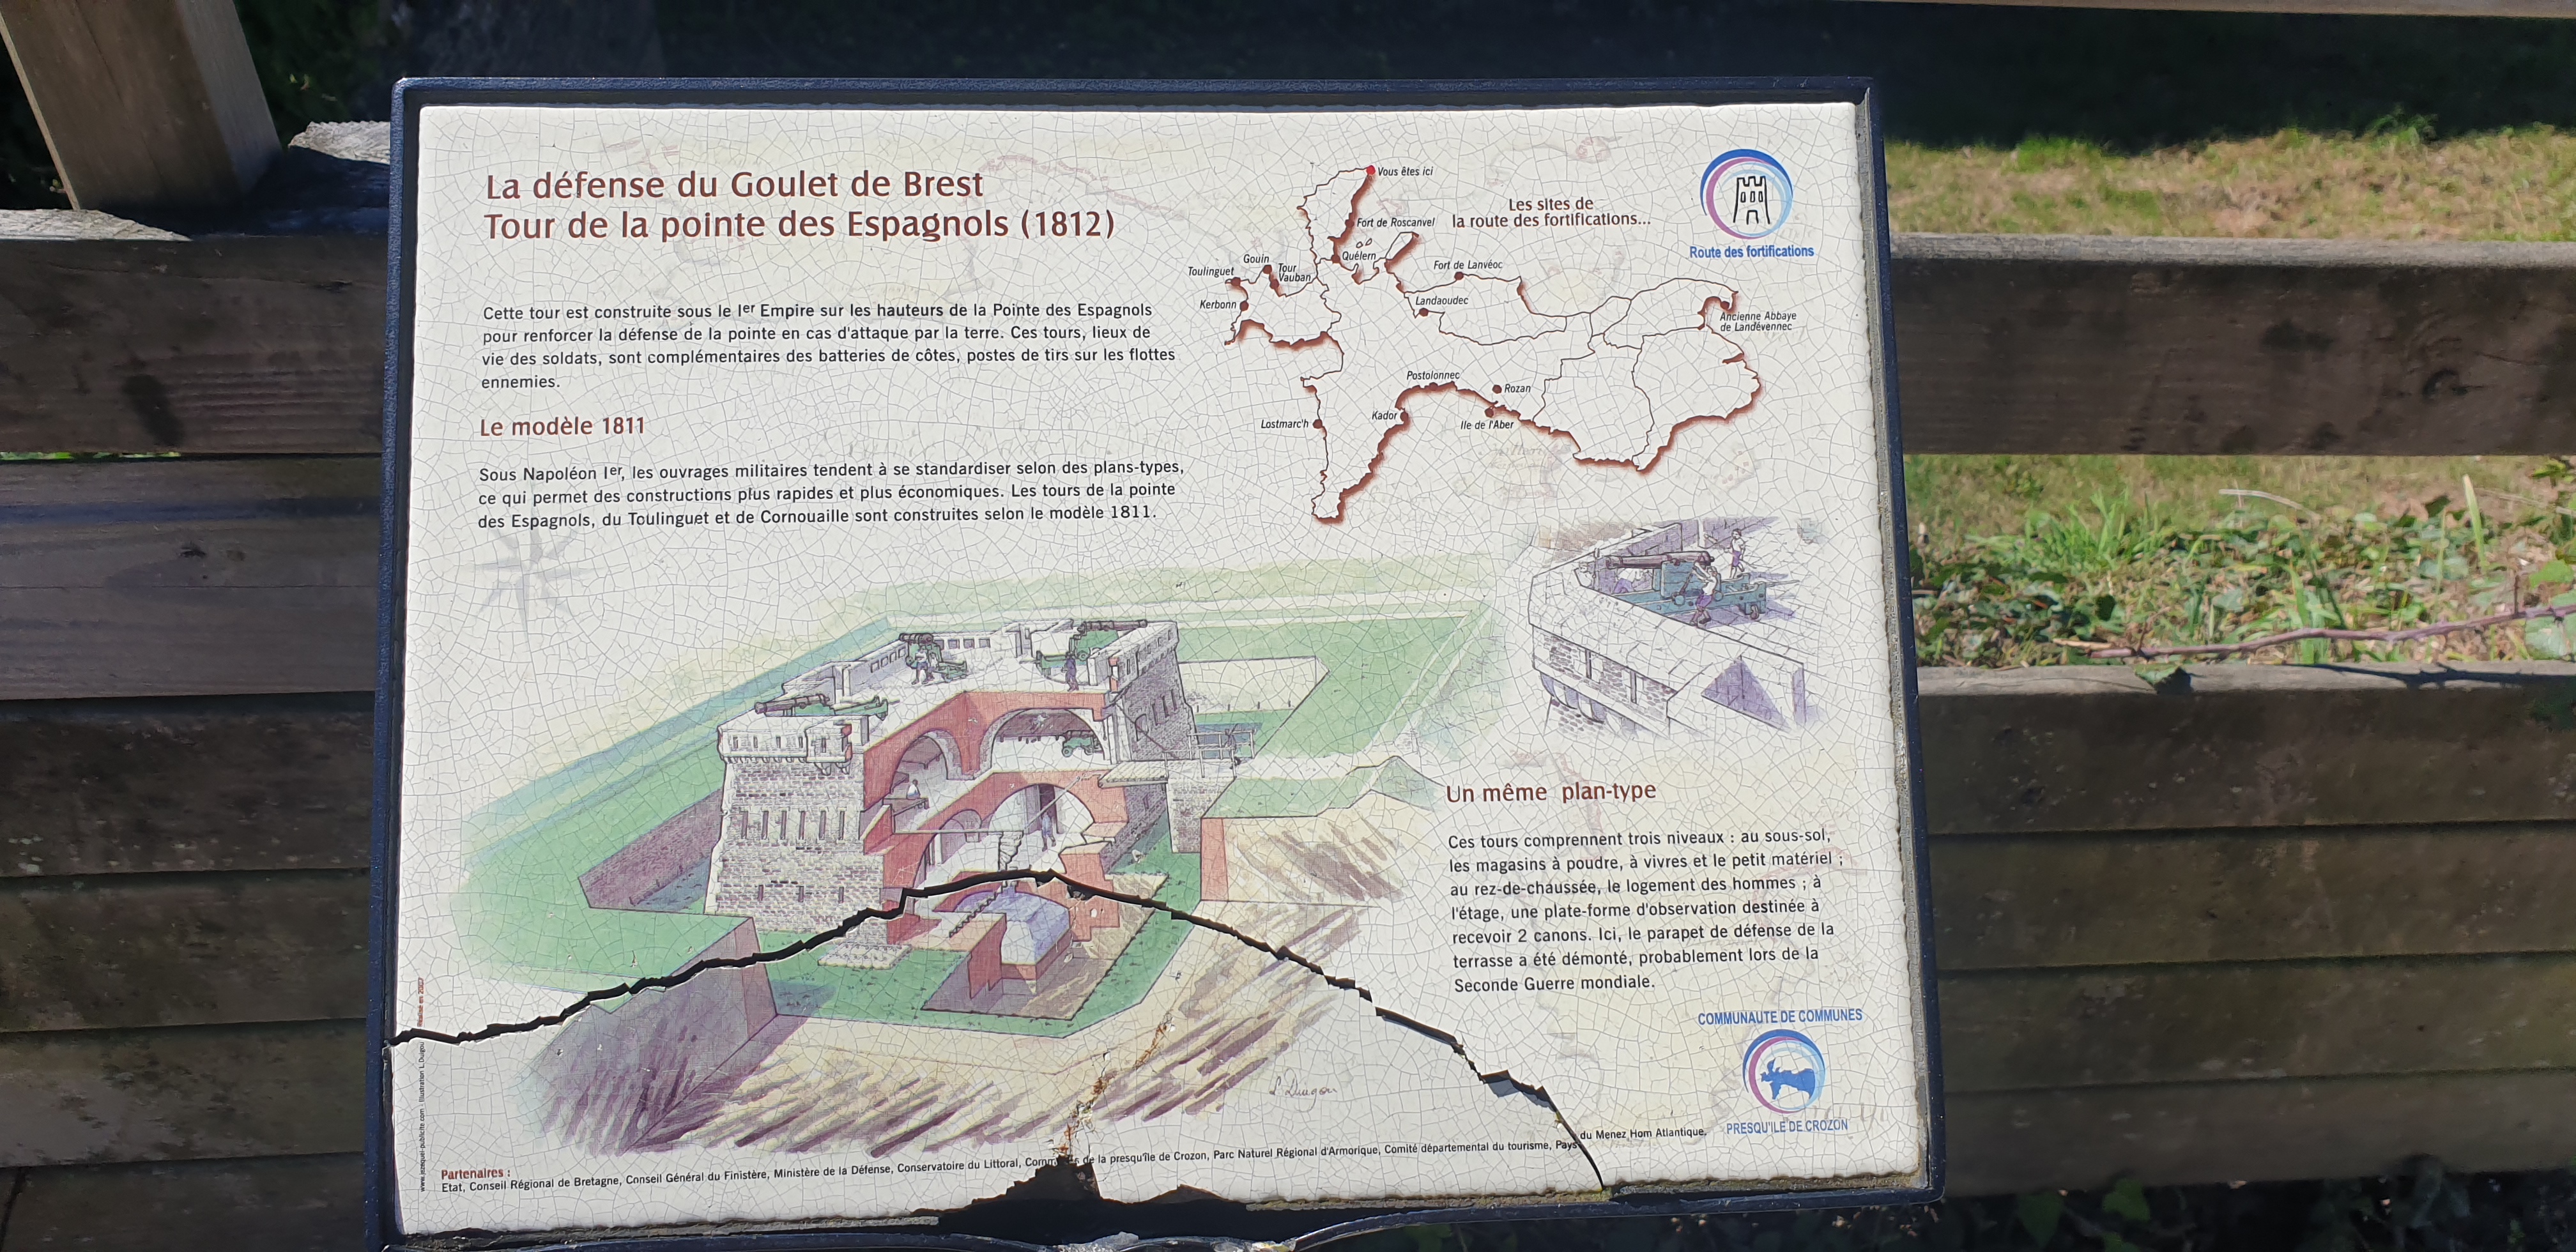 La défense du Goulet de Brest
Tour de la pointe des Espagnols (1812)
Cette tour est construite sous le Ier Empire sur les hauteurs de la Pointe des Espagnols
pour renforcer la défense de la pointe en cas d'attaque par la terre. Ces tours, lieux de
vie des soldats, sont complémentaires des batteries de côtes, postes de tirs sur les flottes
ennemies.
Le modèle 1811
Sous Napoléon Ier, les ouvrages militaires tendent à se standardiser selon des plans-types,
ce qui permet des constructions plus rapides et plus économiques. Les tours de la pointe
des Espagnols, du Toulinguet et de Cornouaille sont construites selon le modèle 1811.
Vous êtes ici
Les sites de
la route des fortifications...
Fort de Roscanvel
Quélern
Gouin
Tour
Vauban
Toulinguet
Kerbonn
Fort de Lanvéoc
Landaoudec
Ancienne Abbaye
de Landévennec
Postolonnec
Rozan
Kador
Ile de l'Aber
Lostmarc'h
Route des fortifications
Un même plan-type
Ces tours comprennent trois niveaux : au sous-sol,
les magasins à poudre, à vivres et le petit matériel ;
au rez-de-chaussée, le logement des hommes ; à
l'étage, une plate-forme d'observation destinée à
recevoir 2 canons. Ici, le parapet de défense de la
terrasse a été démonté, probablement lors de la
Seconde Guerre mondiale.
COMMUNAUTE DE COMMUNES
PRESQU'ILE DE CROZON
Partenaires :
Etat, Conseil Régional de Bretagne, Conseil Général du Finistère, Ministère de la Défense, Conservatoire du Littoral, de la presqu'île de Crozon, Parc Naturel Régional d'Armorique, Comité départemental du tourisme, Pays du Menez Hom Atlantique.